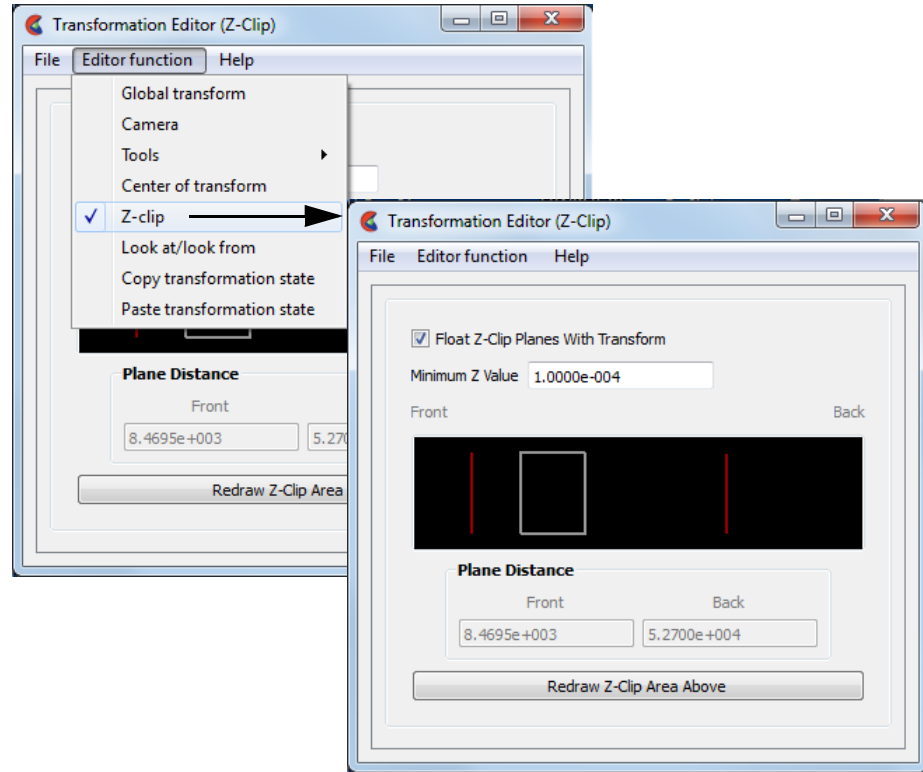 Transformation Editor (Z-Clip)
File Editor function Help
Global transform
Camera
Tools
Center of transform
Z-clip
Look at/look from
Copy transformation state
Paste transformation state
Plane Distance
Front
8.4695e+003 5.270
Redraw Z-Clip Area
Transformation Editor (Z-Clip)
File Editor function Help
Float Z-Clip Planes With Transform
Minimum Z Value 1.0000e-004
Front Back
Plane Distance
Front Back
8.4695e+003 5.2700e+004
Redraw Z-Clip Area Above